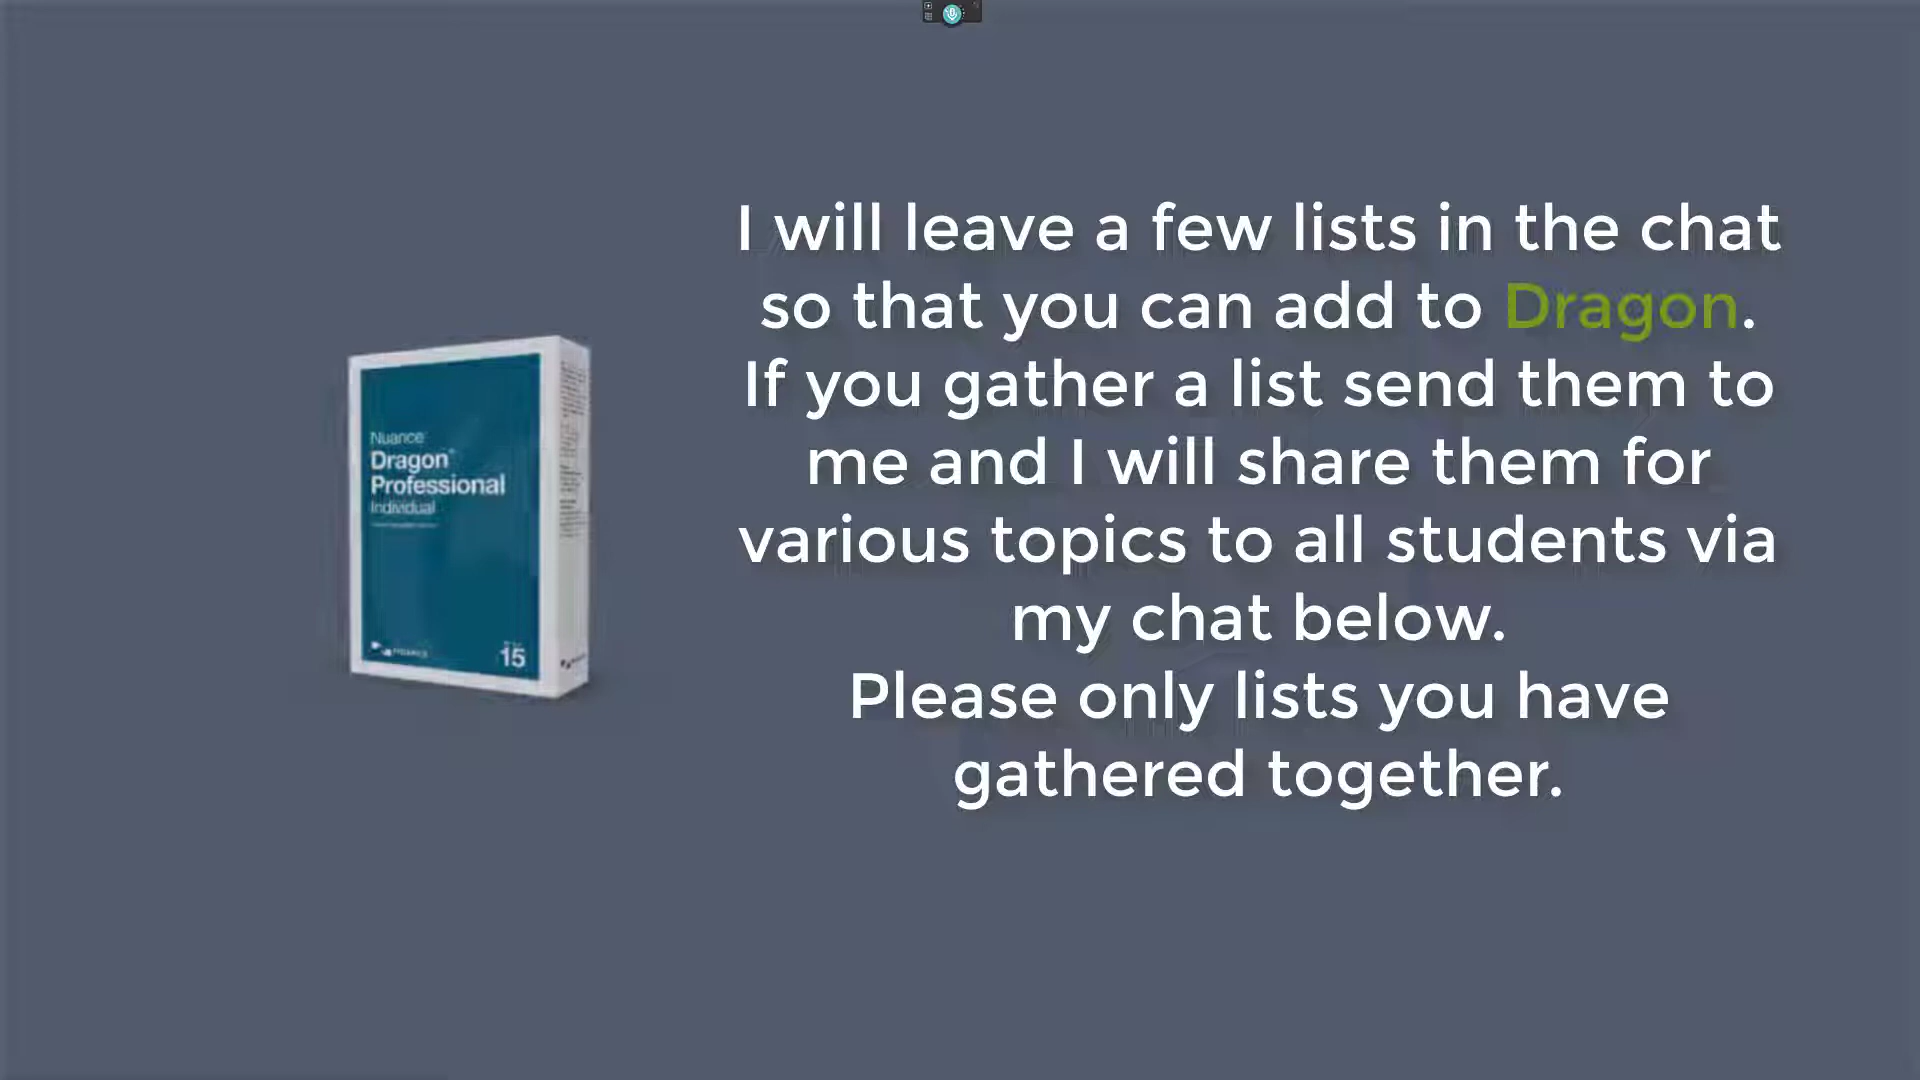 I will leave a few lists in the chat
so that you can add to Dragon.
If you gather a list send them to
me and I will share them for
various topics to all students via
my chat below.
Please only lists you have
gathered together.
Nuance
Dragon
Professional
Individual
NUANCE
15